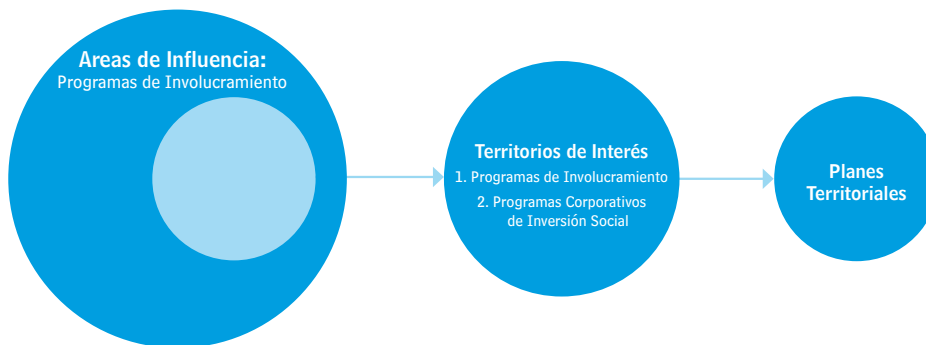 Areas de Influencia:
Programas de Involucramiento
Territorios de Interés
1. Programas de Involucramiento
2. Programas Corporativos
de Inversión Social
Planes
Territoriales